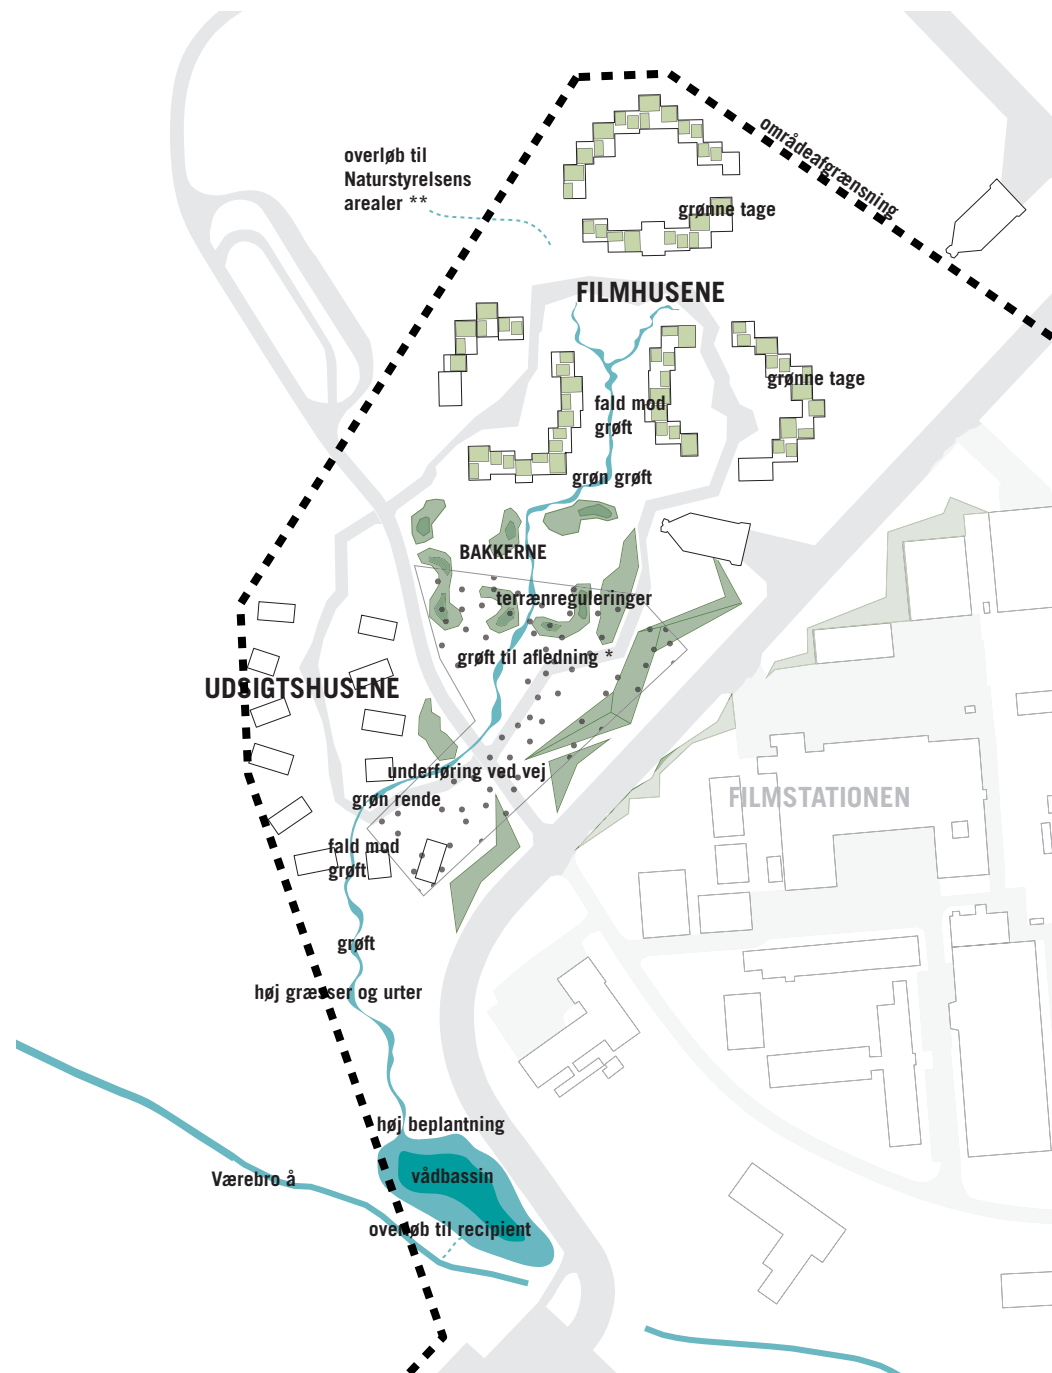 områdeafgrænsning
overløb til
Naturstyrelsens
arealer **
grønne tage
FILMHUSENE
grønne tage
fald mod
grøft
grøn grøft
BAKKERNE
terrænreguleringer
grøft til afledning *
UDSIGTSHUSENE
underføring ved vej
grøn rende
FILMSTATIONEN
fald mod
grøft
grøft
høj græsser og urter
høj beplantning
Værebro å
vådbassin
overløb til recipient